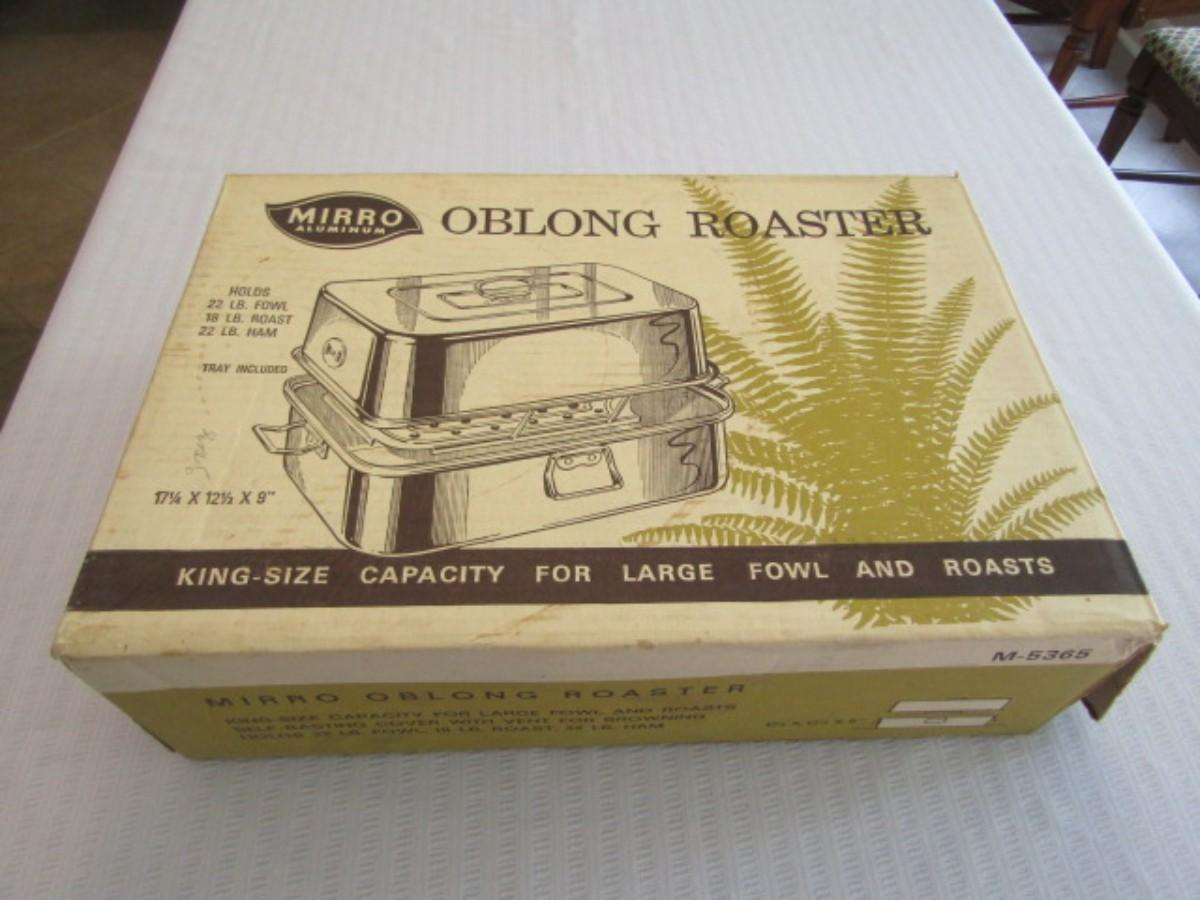 MIRRO
ALUMINUM
OBLONG ROASTER
HOLDS
22 LB. FOWL
18 LB. ROAST
22 LB. HAM
TRAY INCLUDED
17¼ X 12½ X 9"
KING-SIZE CAPACITY FOR LARGE FOWL AND ROASTS
M-5365
MIRRO OBLONG ROASTER
KING-SIZE CAPACITY FOR LARGE FOWL AND ROASTS
SELF-BASTING COVER WITH VENT FOR BROWNING
HOLDS 22 LB. FOWL, 18 LB. ROAST, 22 LB. HAM